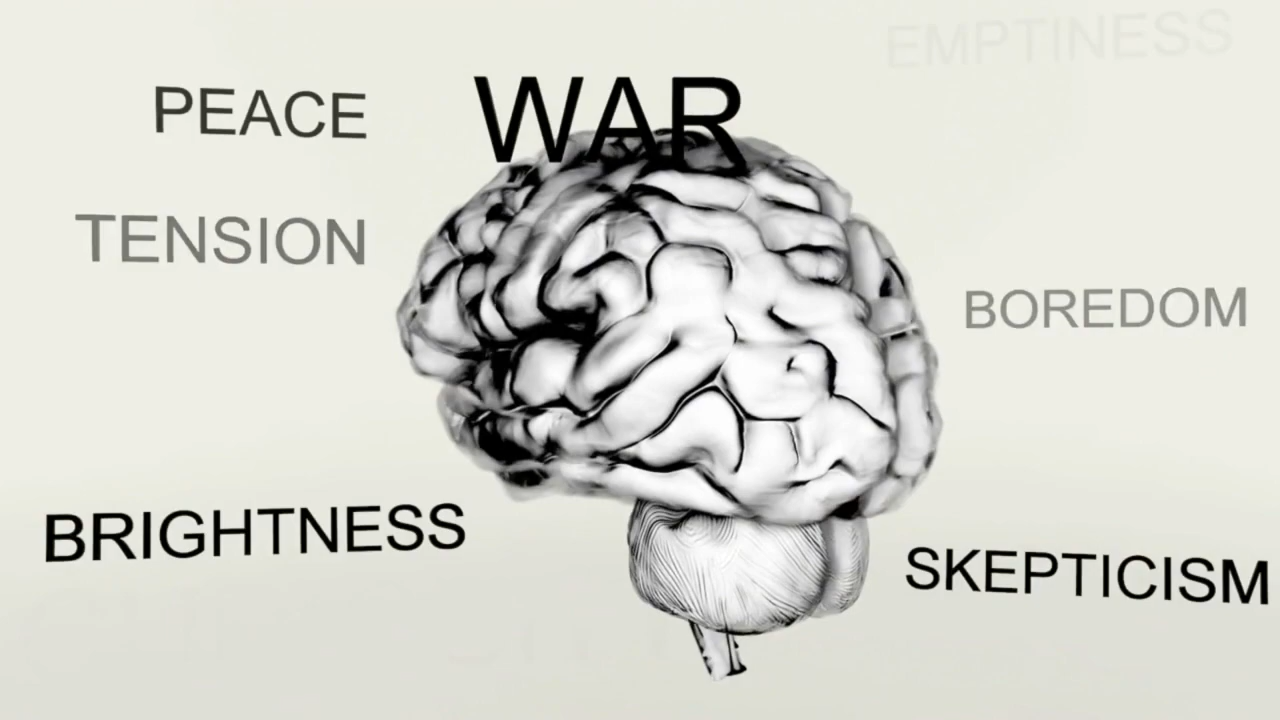 EMPTINESS
PEACE
WAR
TENSION
BOREDOM
BRIGHTNESS
SKEPTICISM